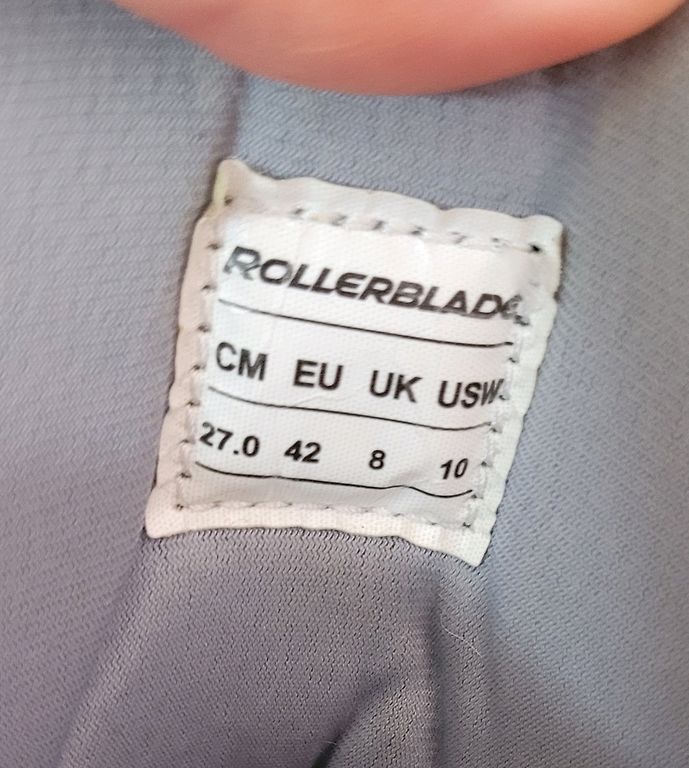 ROLLERBLADE
CM EU UK USW
27.0 42 8 10